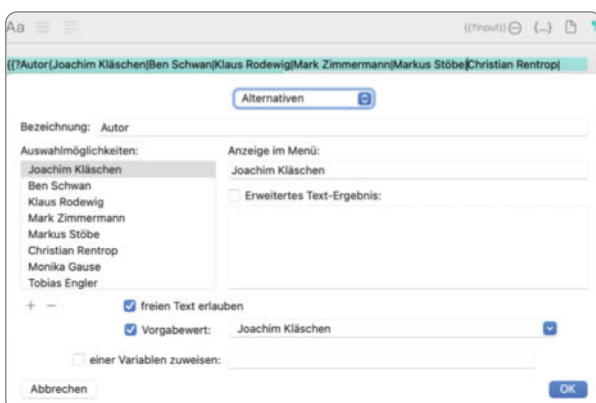 Aa {{?input}} {...}
{{?Autor(Joachim Kläschen|Ben Schwan|Klaus Rodewig|Mark Zimmermann|Markus Stöbe|Christian Rentrop|
Alternativen
Bezeichnung: Autor
Auswahlmöglichkeiten: Anzeige im Menü:
Joachim Kläschen Joachim Kläschen
Ben Schwan Erweitertes Text-Ergebnis:
Klaus Rodewig
Mark Zimmermann
Markus Stöbe
Christian Rentrop
Monika Gause
Tobias Engler
+ − freien Text erlauben
Vorgabewert: Joachim Kläschen
einer Variablen zuweisen:
Abbrechen OK